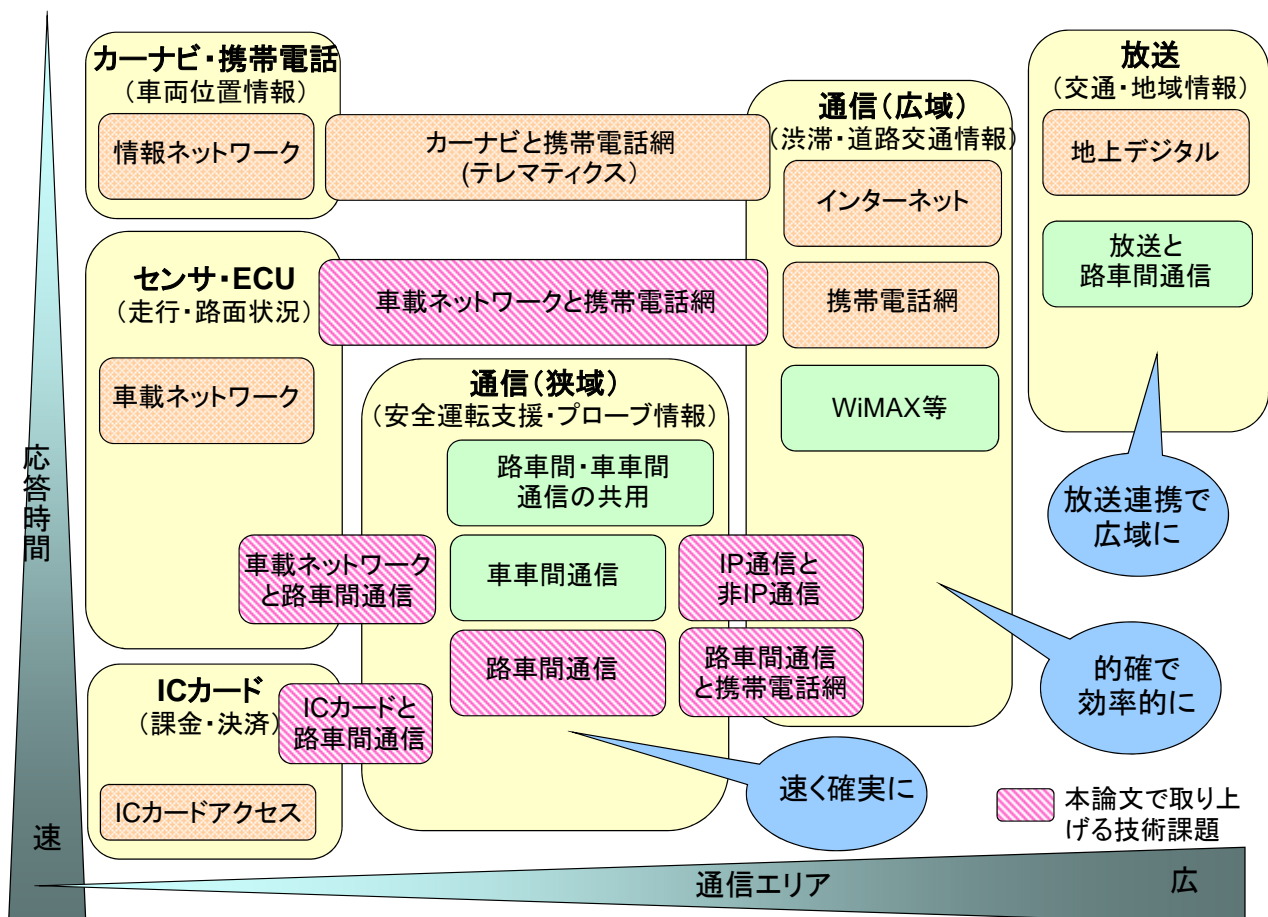 カーナビ・携帯電話
（車両位置情報）
情報ネットワーク
カーナビと携帯電話網
(テレマティクス）
通信（広域）
（渋滞・道路交通情報）
インターネット
携帯電話網
WiMAX等
放送
（交通・地域情報）
地上デジタル
放送と
路車間通信
センサ・ECU
（走行・路面状況）
車載ネットワーク
車載ネットワークと携帯電話網
通信（狭域）
（安全運転支援・プローブ情報）
路車間・車車間
通信の共用
車車間通信
路車間通信
車載ネットワーク
と路車間通信
IP通信と
非IP通信
路車間通信
と携帯電話網
ICカード
（課金・決済）
ICカードと
路車間通信
ICカードアクセス
放送連携で
広域に
的確で
効率的に
速く確実に
本論文で取り上
げる技術課題
応答時間
速
通信エリア
広